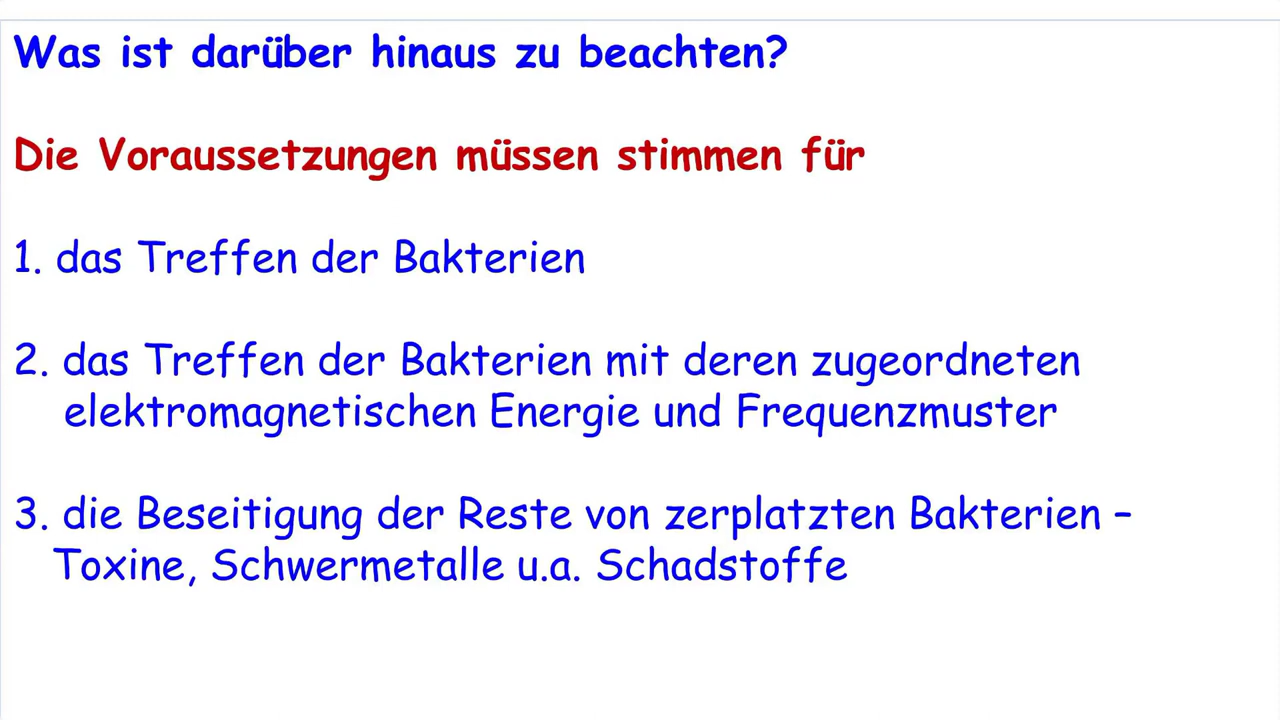 Was ist darüber hinaus zu beachten?
Die Voraussetzungen müssen stimmen für
1. das Treffen der Bakterien
2. das Treffen der Bakterien mit deren zugeordneten
elektromagnetischen Energie und Frequenzmuster
3. die Beseitigung der Reste von zerplatzten Bakterien –
Toxine, Schwermetalle u.a. Schadstoffe